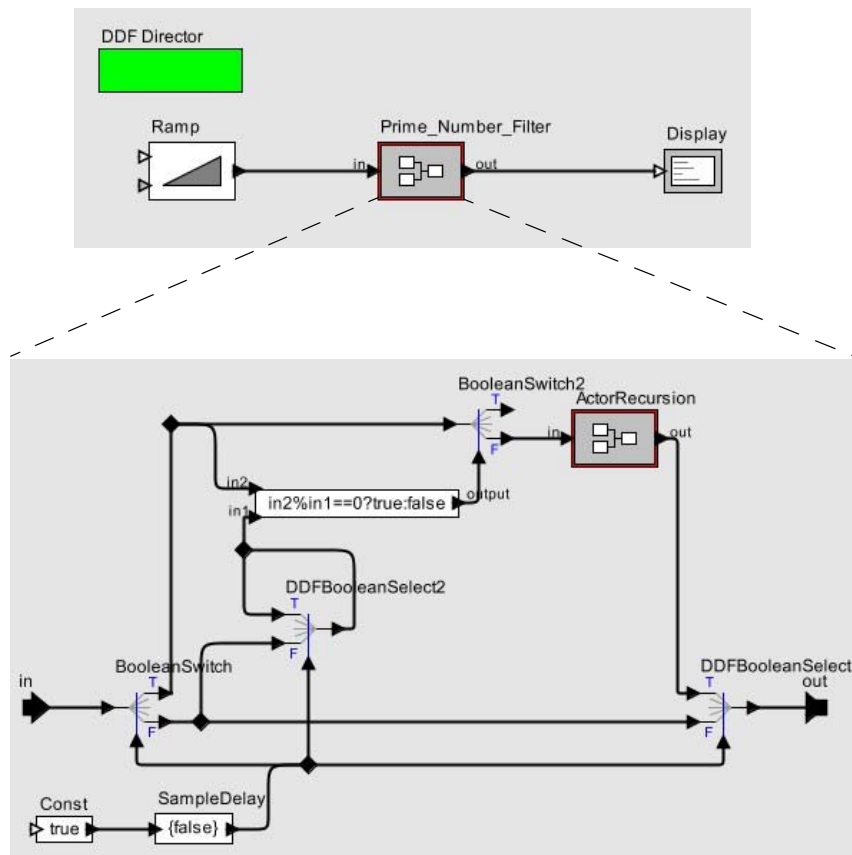 DDF Director
Ramp
Prime_Number_Filter
Display
in
out
BooleanSwitch2
T
ActorRecursion
F
in
out
in2
output
in1
in2%in1==0?true:false
DDFBooleanSelect2
T
F
in
BooleanSwitch
T
F
DDFBooleanSelect
T
out
F
Const
true
SampleDelay
{false}